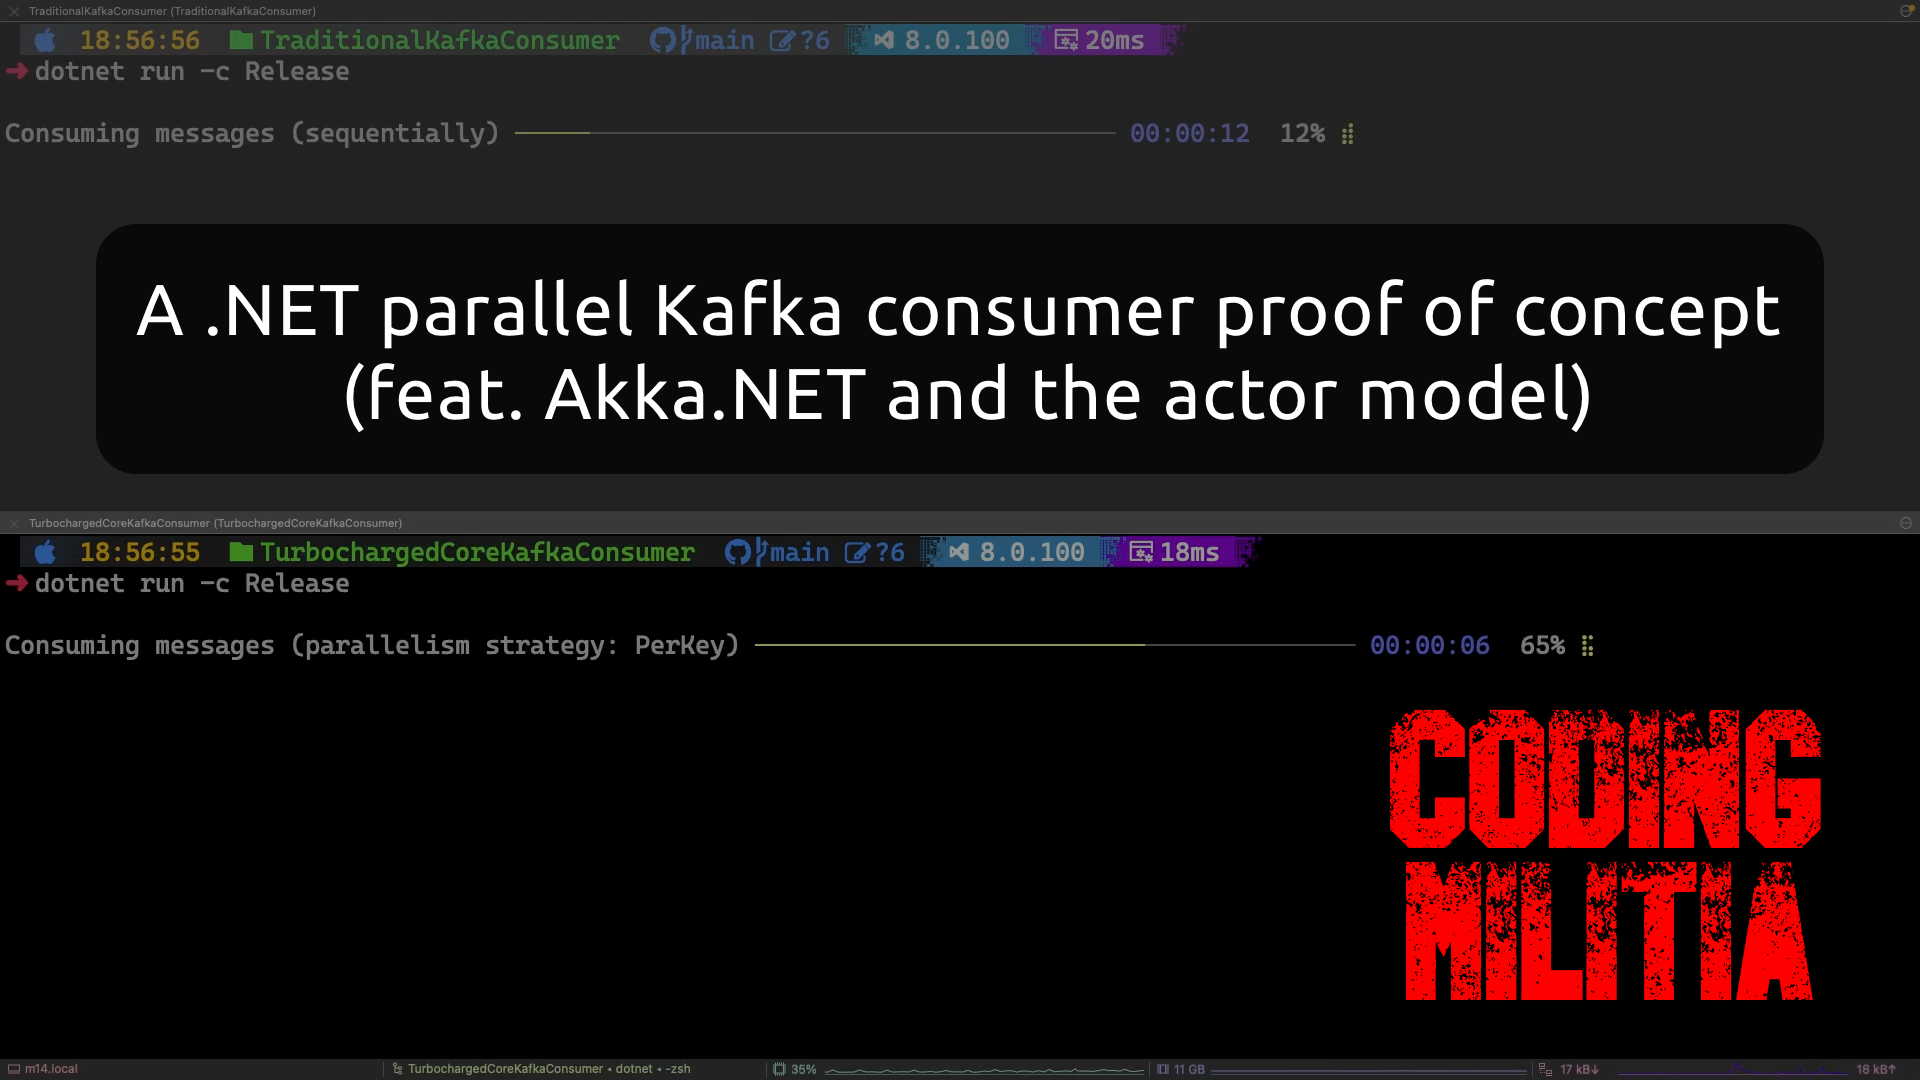 TraditionalKafkaConsumer (TraditionalKafkaConsumer)
18:56:56 TraditionalKafkaConsumer main ?6 8.0.100 20ms
dotnet run -c Release
Consuming messages (sequentially) 00:00:12 12%
A .NET parallel Kafka consumer proof of concept
(feat. Akka.NET and the actor model)
TurbochargedCoreKafkaConsumer (TurbochargedCoreKafkaConsumer)
18:56:55 TurbochargedCoreKafkaConsumer main ?6 8.0.100 18ms
dotnet run -c Release
Consuming messages (parallelism strategy: PerKey) 00:00:06 65%
CODING
MILITIA
m14.local TurbochargedCoreKafkaConsumer • dotnet • -zsh 35% 11 GB 17 kB↓ 18 kB↑